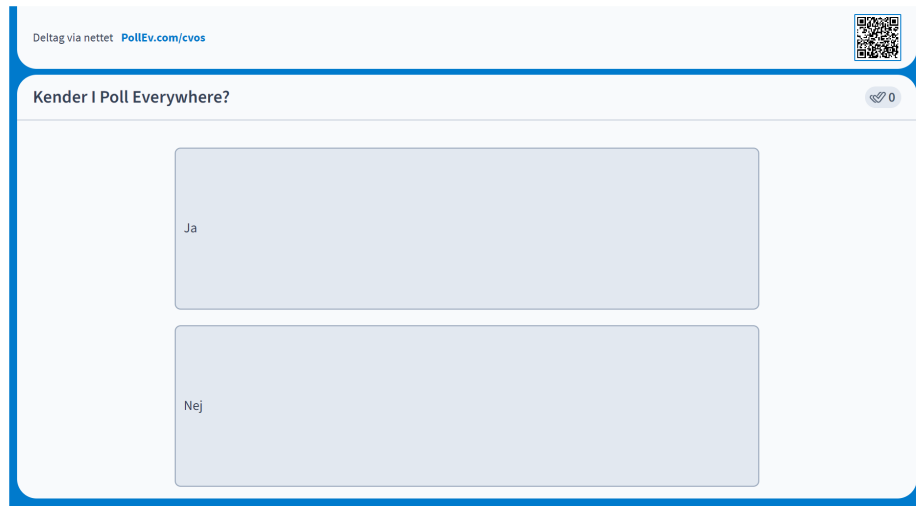 Deltag via nettet PollEv.com/cvos
Kender I Poll Everywhere?
0
Ja
Nej